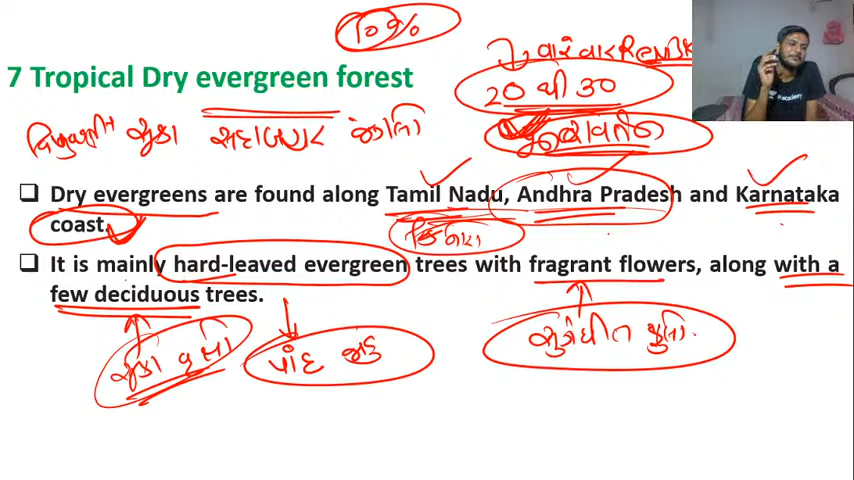 10%
વારંવાર REMARK
7 Tropical Dry evergreen forest
20 થી 30
સુકા સદાબહાર જંગલો
Dry evergreens are found along Tamil Nadu, Andhra Pradesh and Karnataka
coast.
It is mainly hard-leaved evergreen trees with fragrant flowers, along with a
few deciduous trees.
સુકા વૃક્ષો
પાંદ
સુગંધીત ફુલો